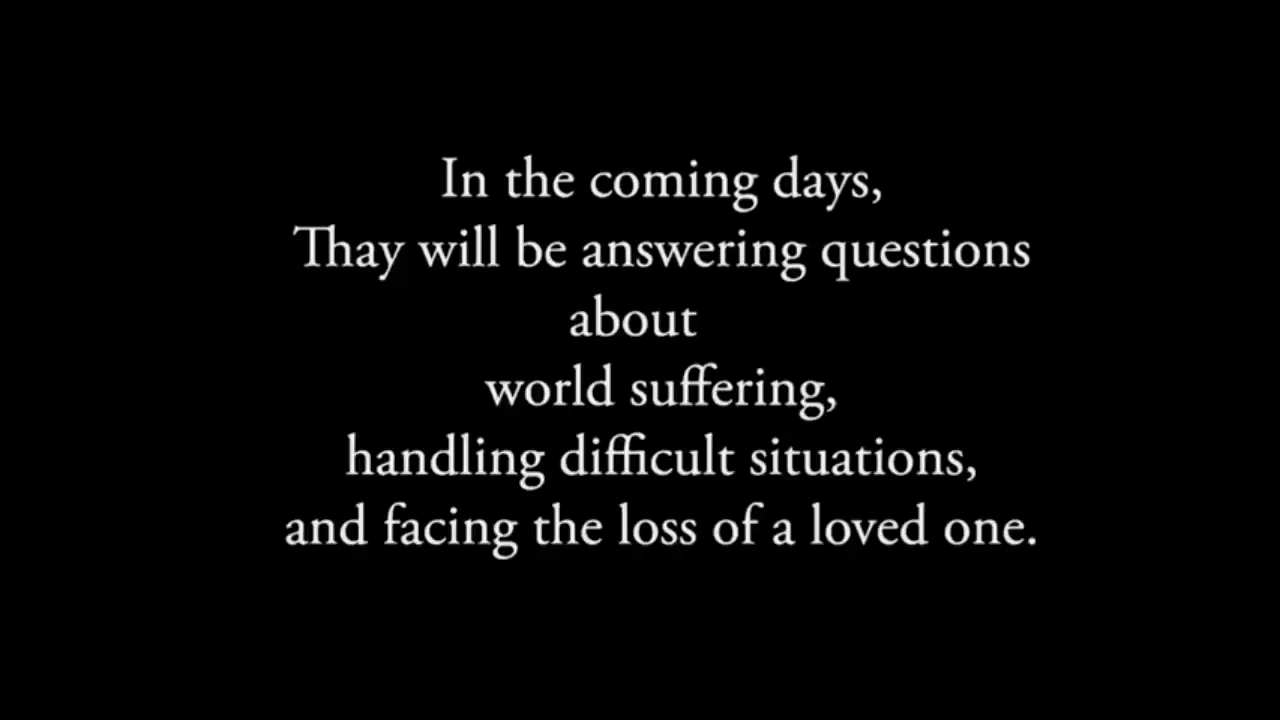 In the coming days,
Thay will be answering questions
about
world suffering,
handling difficult situations,
and facing the loss of a loved one.